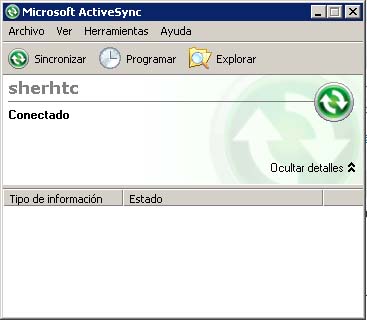 Microsoft ActiveSync
Archivo Ver Herramientas Ayuda
Sincronizar Programar Explorar
sherhtc
Conectado
Ocultar detalles
Tipo de información Estado